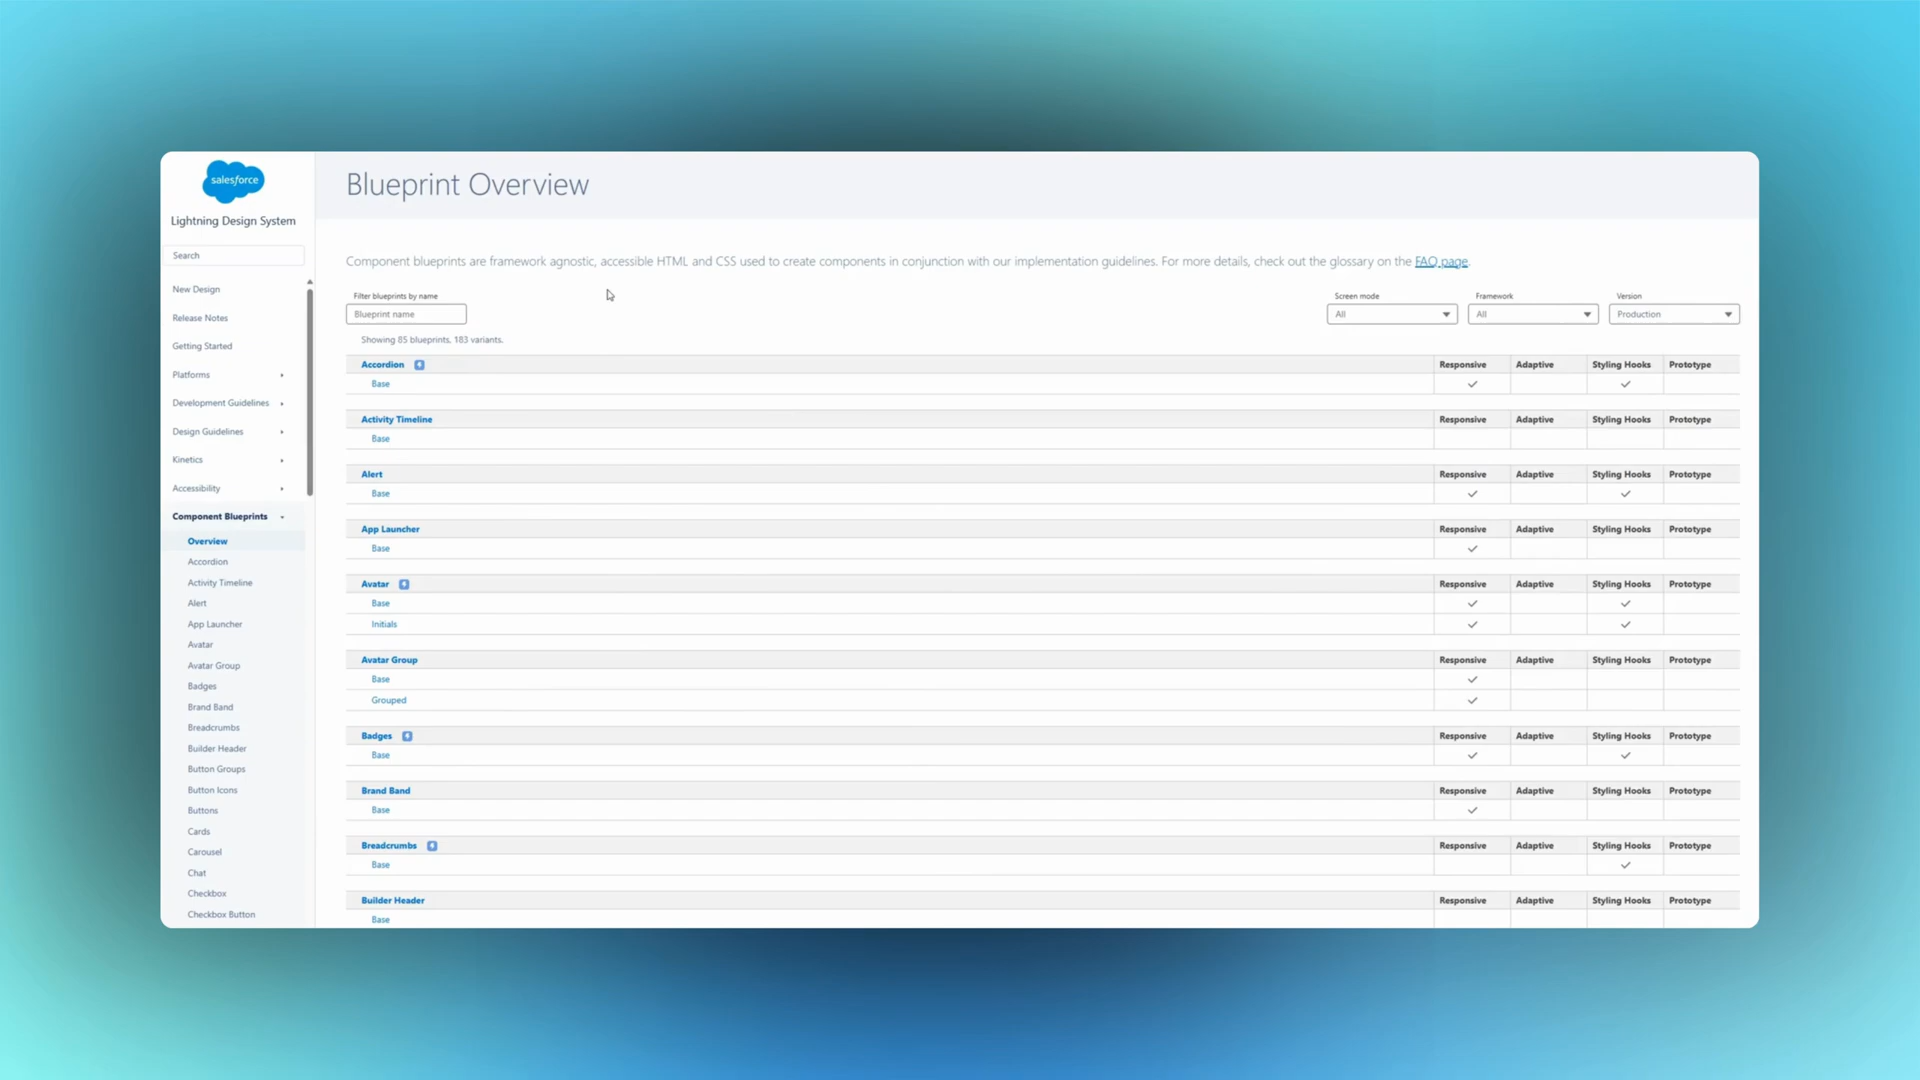 salesforce
Lightning Design System
Search
New Design
Release Notes
Getting Started
Platforms
Development Guidelines
Design Guidelines
Kinetics
Accessibility
Component Blueprints
Overview
Accordion
Activity Timeline
Alert
App Launcher
Avatar
Avatar Group
Badges
Brand Band
Breadcrumbs
Builder Header
Button Groups
Button Icons
Buttons
Cards
Carousel
Chat
Checkbox
Checkbox Button
Blueprint Overview
Component blueprints are framework agnostic, accessible HTML and CSS used to create components in conjunction with our implementation guidelines. For more details, check out the glossary on the FAQ page.
Filter blueprints by name
Blueprint name
Screen mode
All
Framework
All
Version
Production
Showing 85 blueprints, 183 variants.
Accordion Responsive Adaptive Styling Hooks Prototype
Base
Activity Timeline Responsive Adaptive Styling Hooks Prototype
Base
Alert Responsive Adaptive Styling Hooks Prototype
Base
App Launcher Responsive Adaptive Styling Hooks Prototype
Base
Avatar Responsive Adaptive Styling Hooks Prototype
Base
Initials
Avatar Group Responsive Adaptive Styling Hooks Prototype
Base
Grouped
Badges Responsive Adaptive Styling Hooks Prototype
Base
Brand Band Responsive Adaptive Styling Hooks Prototype
Base
Breadcrumbs Responsive Adaptive Styling Hooks Prototype
Base
Builder Header Responsive Adaptive Styling Hooks Prototype
Base